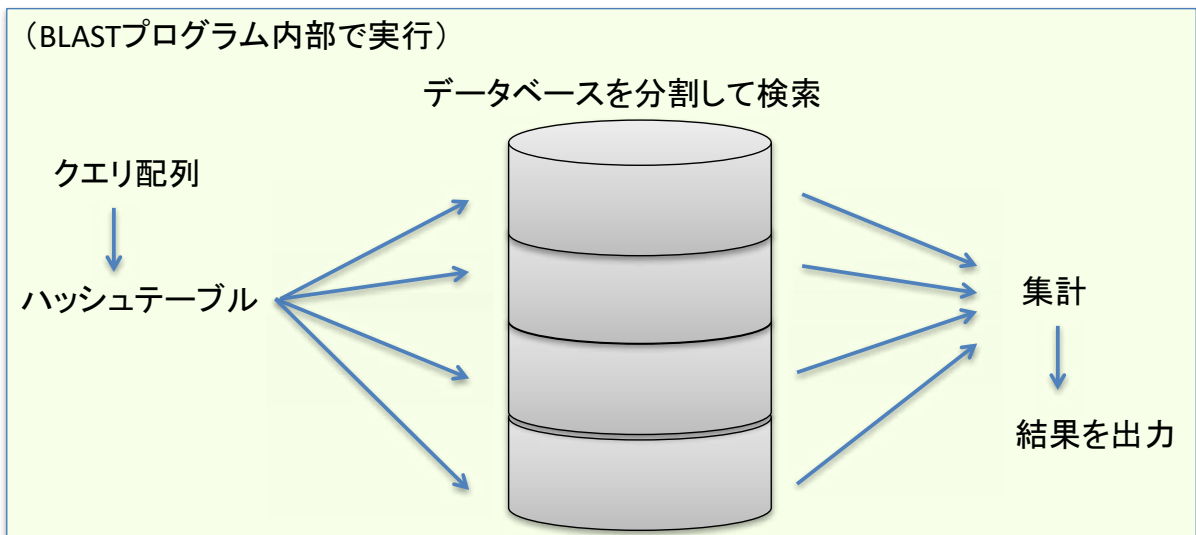 （BLASTプログラム内部で実行）
データベースを分割して検索
クエリ配列
ハッシュテーブル
集計
結果を出力